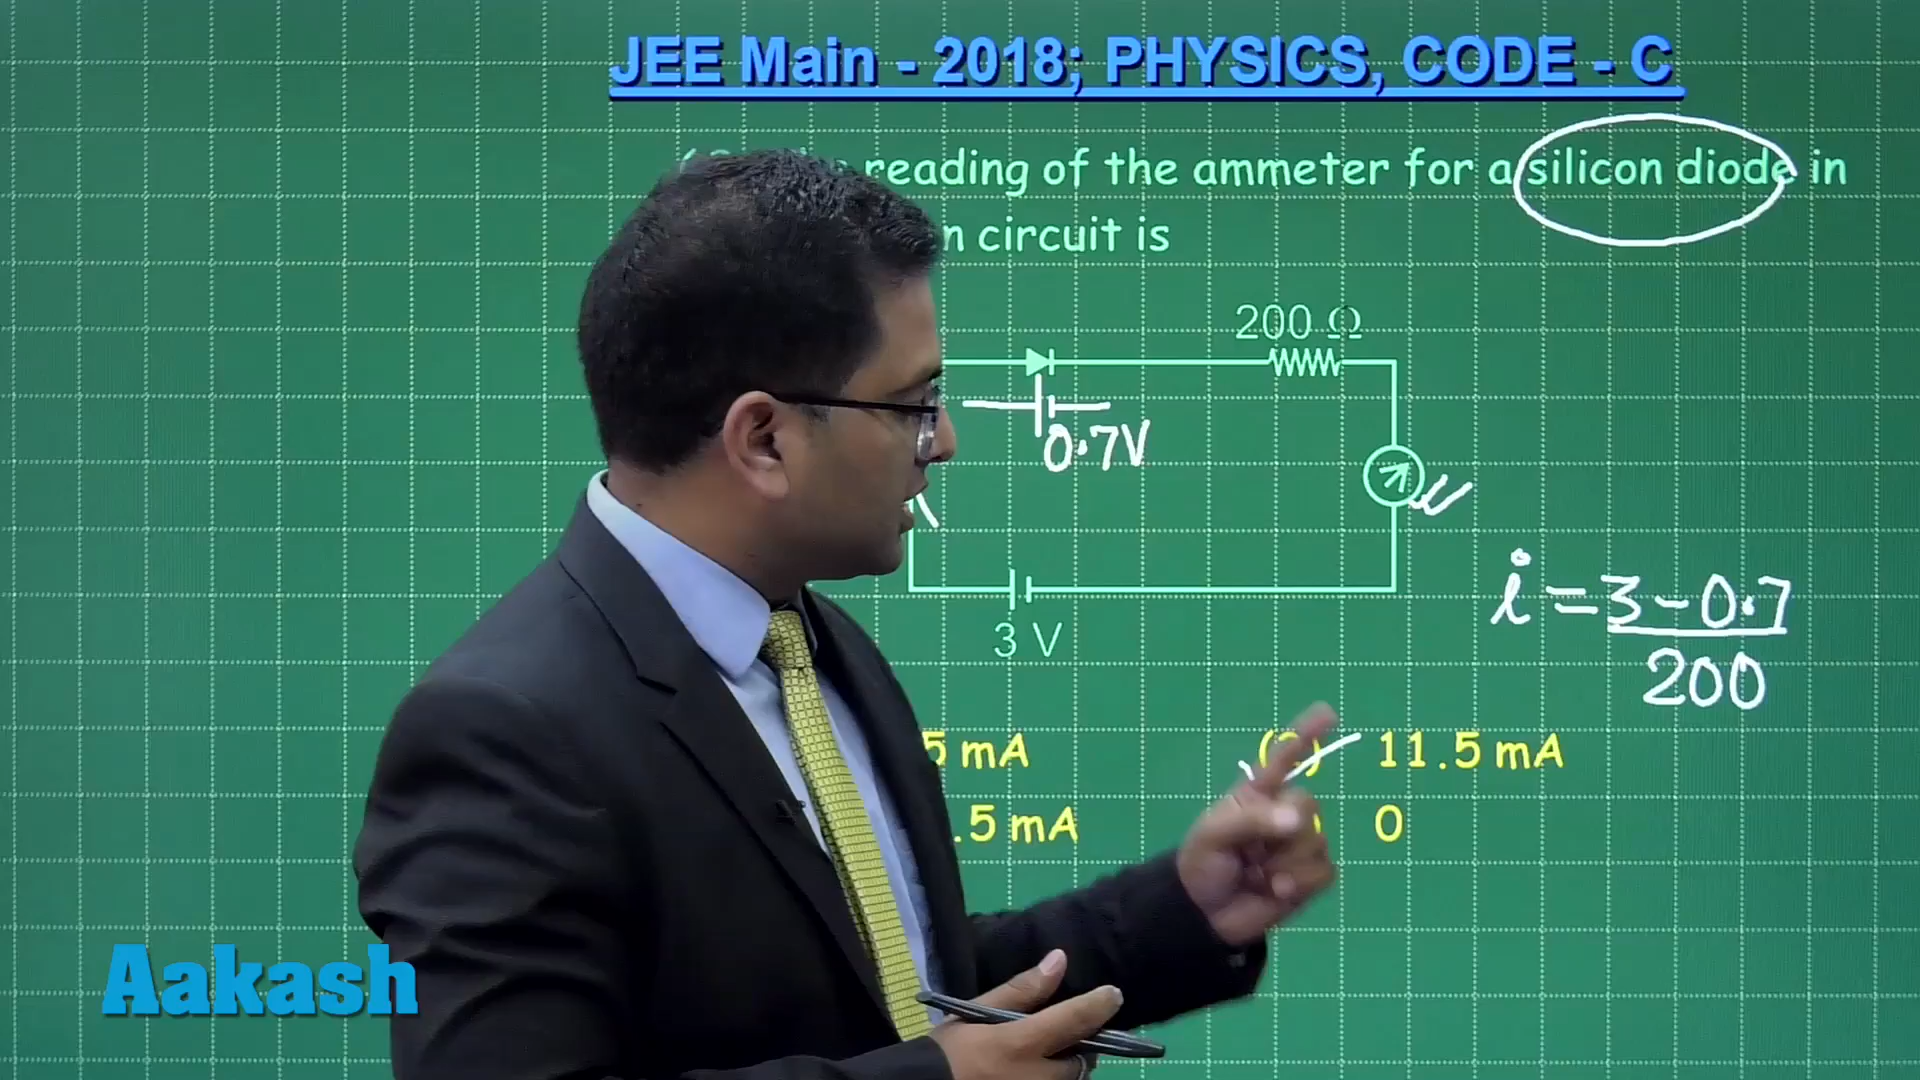 JEE Main - 2018; PHYSICS, CODE - C
reading of the ammeter for a silicon diode in
circuit is
200 Ω
0.7V
3 V
i = 3 - 0.7
200
5 mA
(2) 11.5 mA
.5 mA
0
Aakash